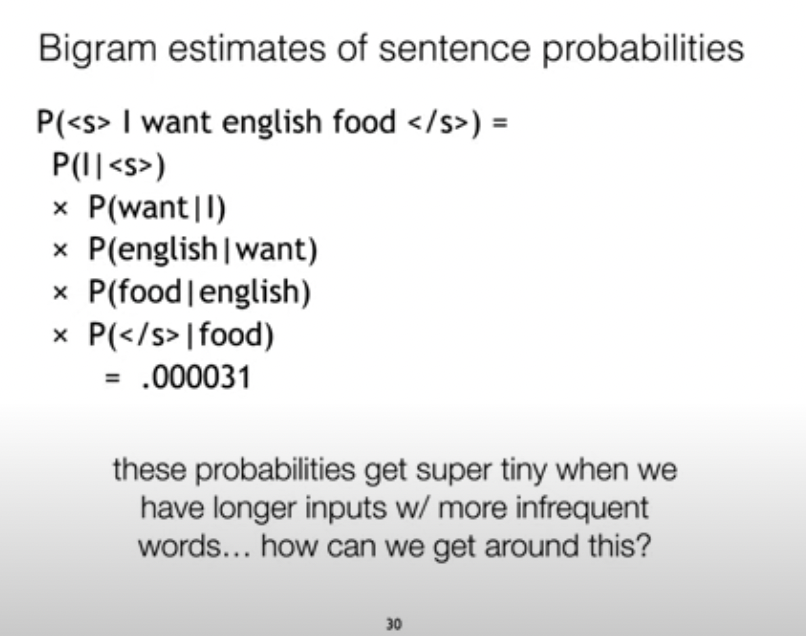 Bigram estimates of sentence probabilities
P(<s> I want english food </s>) =
P(I|<s>)
× P(want|I)
× P(english|want)
× P(food|english)
× P(</s>|food)
= .000031
these probabilities get super tiny when we
have longer inputs w/ more infrequent
words... how can we get around this?
30